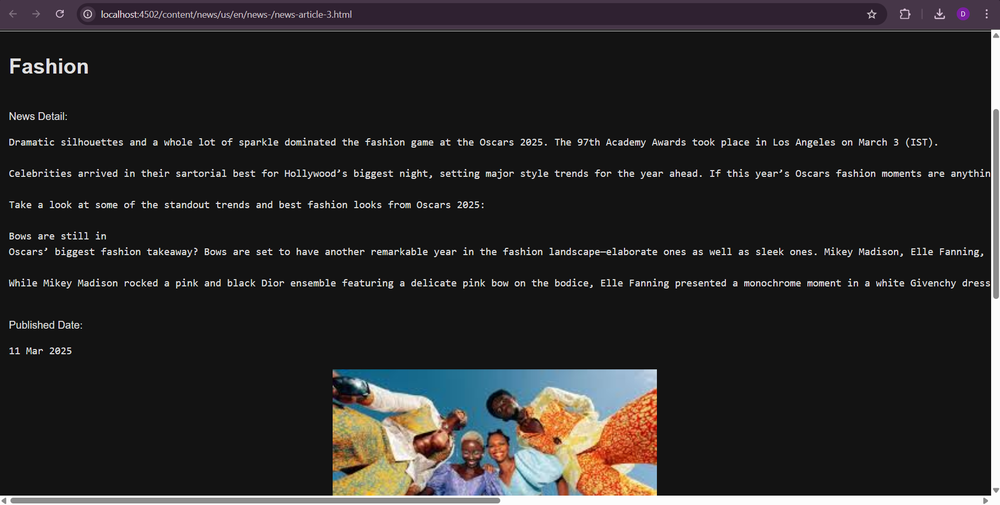 localhost:4502/content/news/us/en/news-/news-article-3.html
D
Fashion
News Detail:
Dramatic silhouettes and a whole lot of sparkle dominated the fashion game at the Oscars 2025. The 97th Academy Awards took place in Los Angeles on March 3 (IST).
Celebrities arrived in their sartorial best for Hollywood’s biggest night, setting major style trends for the year ahead. If this year’s Oscars fashion moments are anythin
Take a look at some of the standout trends and best fashion looks from Oscars 2025:
Bows are still in
Oscars’ biggest fashion takeaway? Bows are set to have another remarkable year in the fashion landscape—elaborate ones as well as sleek ones. Mikey Madison, Elle Fanning,
While Mikey Madison rocked a pink and black Dior ensemble featuring a delicate pink bow on the bodice, Elle Fanning presented a monochrome moment in a white Givenchy dress
Published Date:
11 Mar 2025